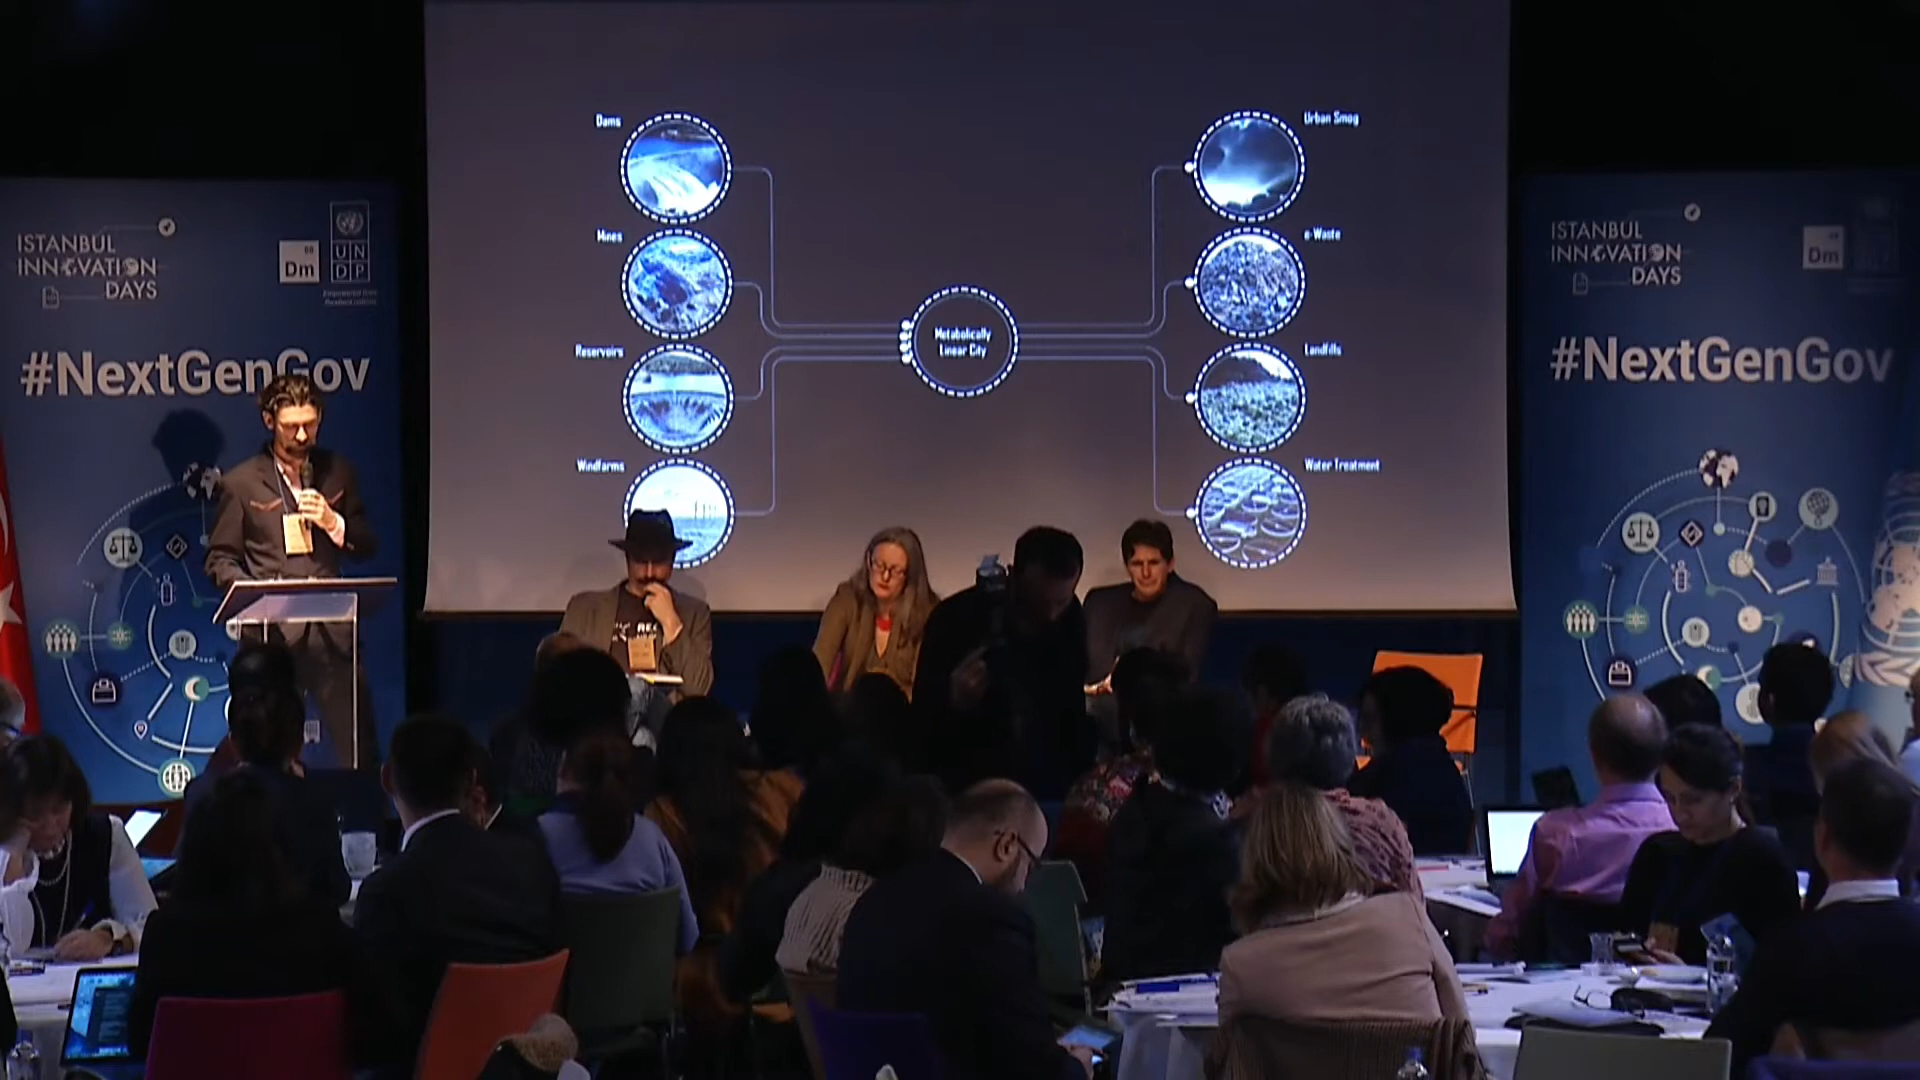 Dams
Mines
Reservoirs
Windfarms
Metabolically
Linear City
Urban Smog
e-Waste
Landfills
Water Treatment
ISTANBUL
INNOVATION
DAYS
Dm
UN
DP
#NextGenGov
ISTANBUL
INNOVATION
DAYS
Dm
#NextGenGov